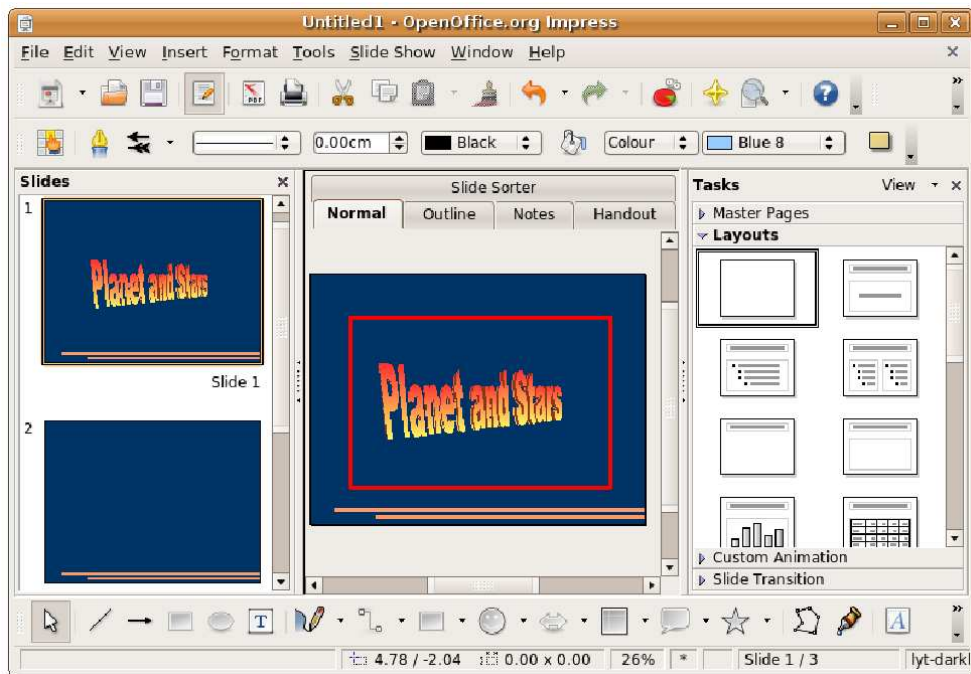 Untitled1 - OpenOffice.org Impress
File Edit View Insert Format Tools Slide Show Window Help
PDF
0.00cm Black Colour Blue 8
Slides
1
Planet and Stars
Slide 1
2
Slide Sorter
Normal Outline Notes Handout
Planet and Stars
Tasks View
Master Pages
Layouts
Custom Animation
Slide Transition
T A
4.78 / -2.04 0.00 x 0.00 26% * Slide 1 / 3 lyt-darkl